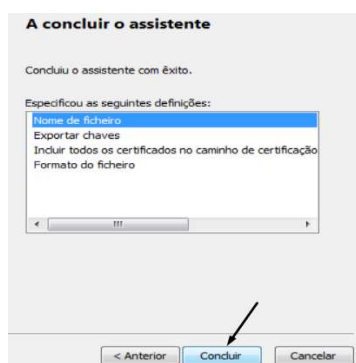 A concluir o assistente
Concluiu o assistente com êxito.
Especificou as seguintes definições:
Nome de ficheiro
Exportar chaves
Incluir todos os certificados no caminho de certificação
Formato do ficheiro
< Anterior Concluir Cancelar